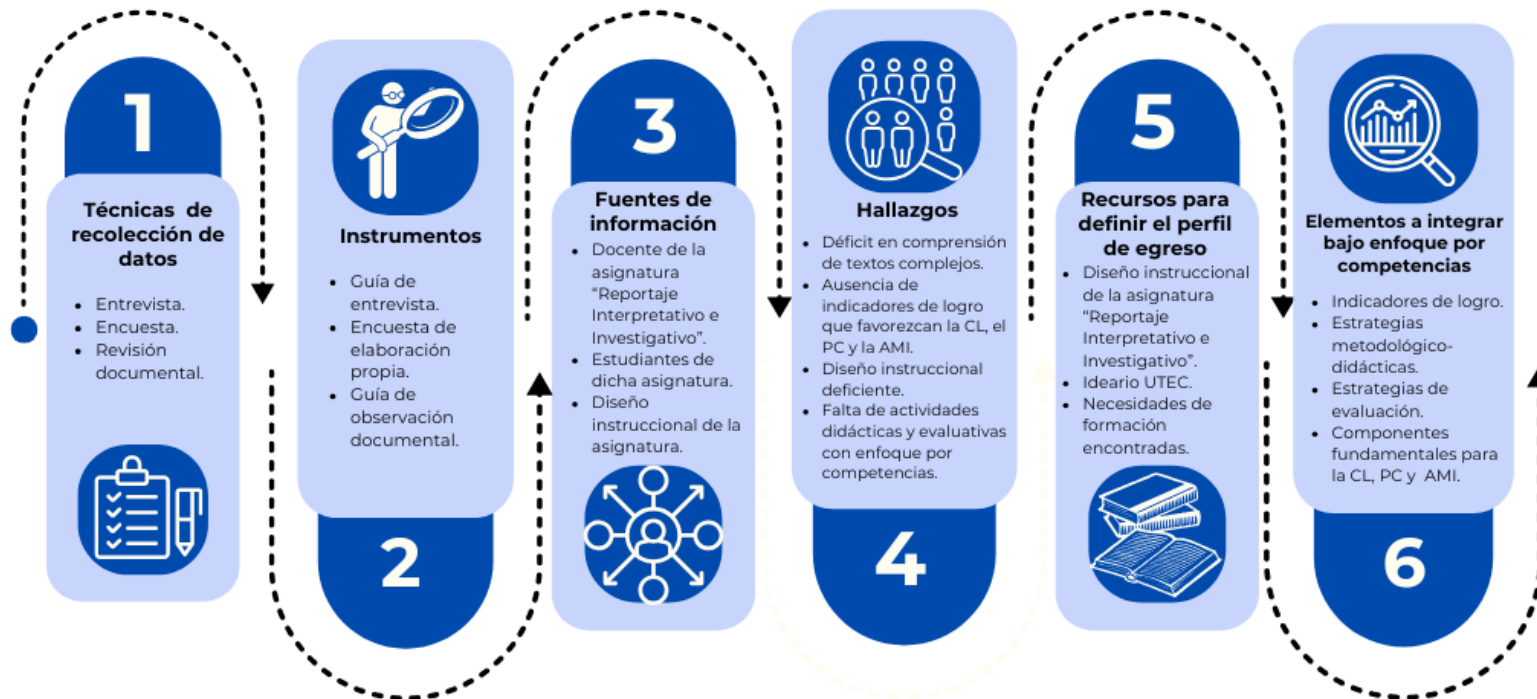 1
Técnicas de
recolección de
datos
• Entrevista.
• Encuesta.
• Revisión
documental.
Instrumentos
• Guía de
entrevista.
• Encuesta de
elaboración
propia.
• Guía de
observación
documental.
2
3
Fuentes de
información
• Docente de la
asignatura
“Reportaje
Interpretativo e
Investigativo”.
• Estudiantes de
dicha asignatura.
• Diseño
instruccional de la
asignatura.
Hallazgos
• Déficit en comprensión
de textos complejos.
• Ausencia de
indicadores de logro
que favorezcan la CL, el
PC y la AMI.
• Diseño instruccional
deficiente.
• Falta de actividades
didácticas y evaluativas
con enfoque por
competencias.
4
5
Recursos para
definir el perfil
de egreso
• Diseño instruccional
de la asignatura
"Reportaje
Interpretativo e
Investigativo”.
• Ideario UTEC.
• Necesidades de
formación
encontradas.
Elementos a integrar
bajo enfoque por
competencias
• Indicadores de logro.
• Estrategias
metodológico-
didácticas.
• Estrategias de
evaluación.
• Componentes
fundamentales para
la CL, PC y AMI.
6